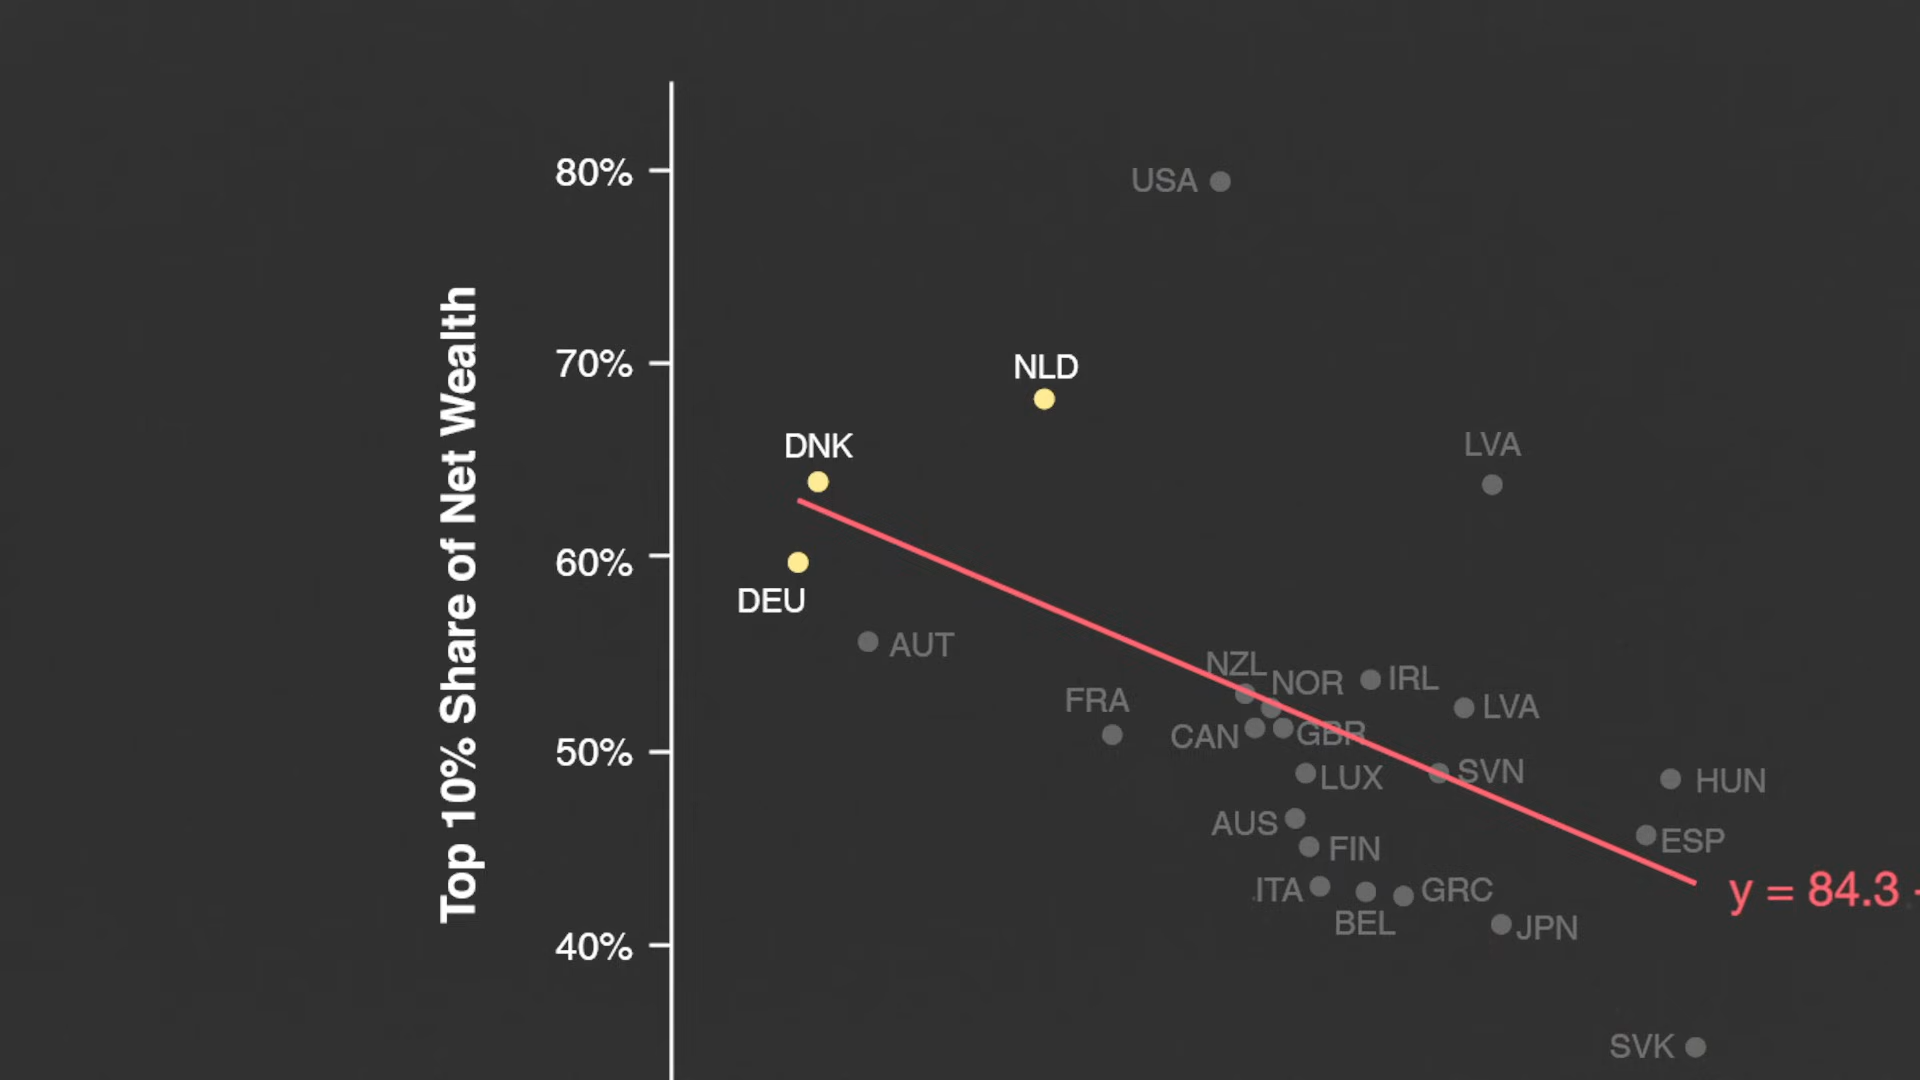 80%
USA
70%
NLD
DNK
LVA
60%
DEU
AUT
NZL
NOR
IRL
FRA
LVA
CAN
GBR
50%
LUX
SVN
HUN
AUS
FIN
ESP
ITA
GRC
y = 84.3 -
BEL
JPN
40%
SVK
Top 10% Share of Net Wealth